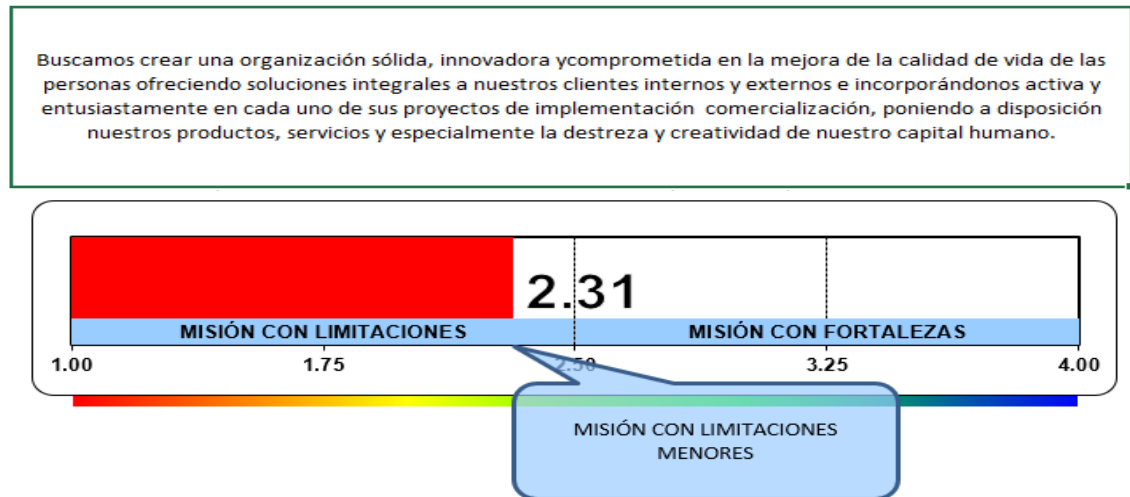 Buscamos crear una organización sólida, innovadora ycomprometida en la mejora de la calidad de vida de las
personas ofreciendo soluciones integrales a nuestros clientes internos y externos e incorporándonos activa y
entusiastamente en cada uno de sus proyectos de implementación comercialización, poniendo a disposición
nuestros productos, servicios y especialmente la destreza y creatividad de nuestro capital humano.
2.31
MISIÓN CON LIMITACIONES MISIÓN CON FORTALEZAS
1.00 1.75 2.50 3.25 4.00
MISIÓN CON LIMITACIONES
MENORES